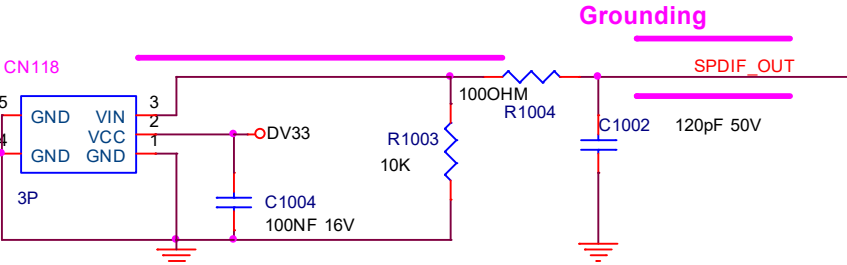 Grounding
CN118
SPDIF_OUT
5
GND
VIN
3
100OHM
R1004
VCC
2
DV33
C1002
120pF 50V
4
GND
GND
1
R1003
10K
3P
C1004
100NF 16V